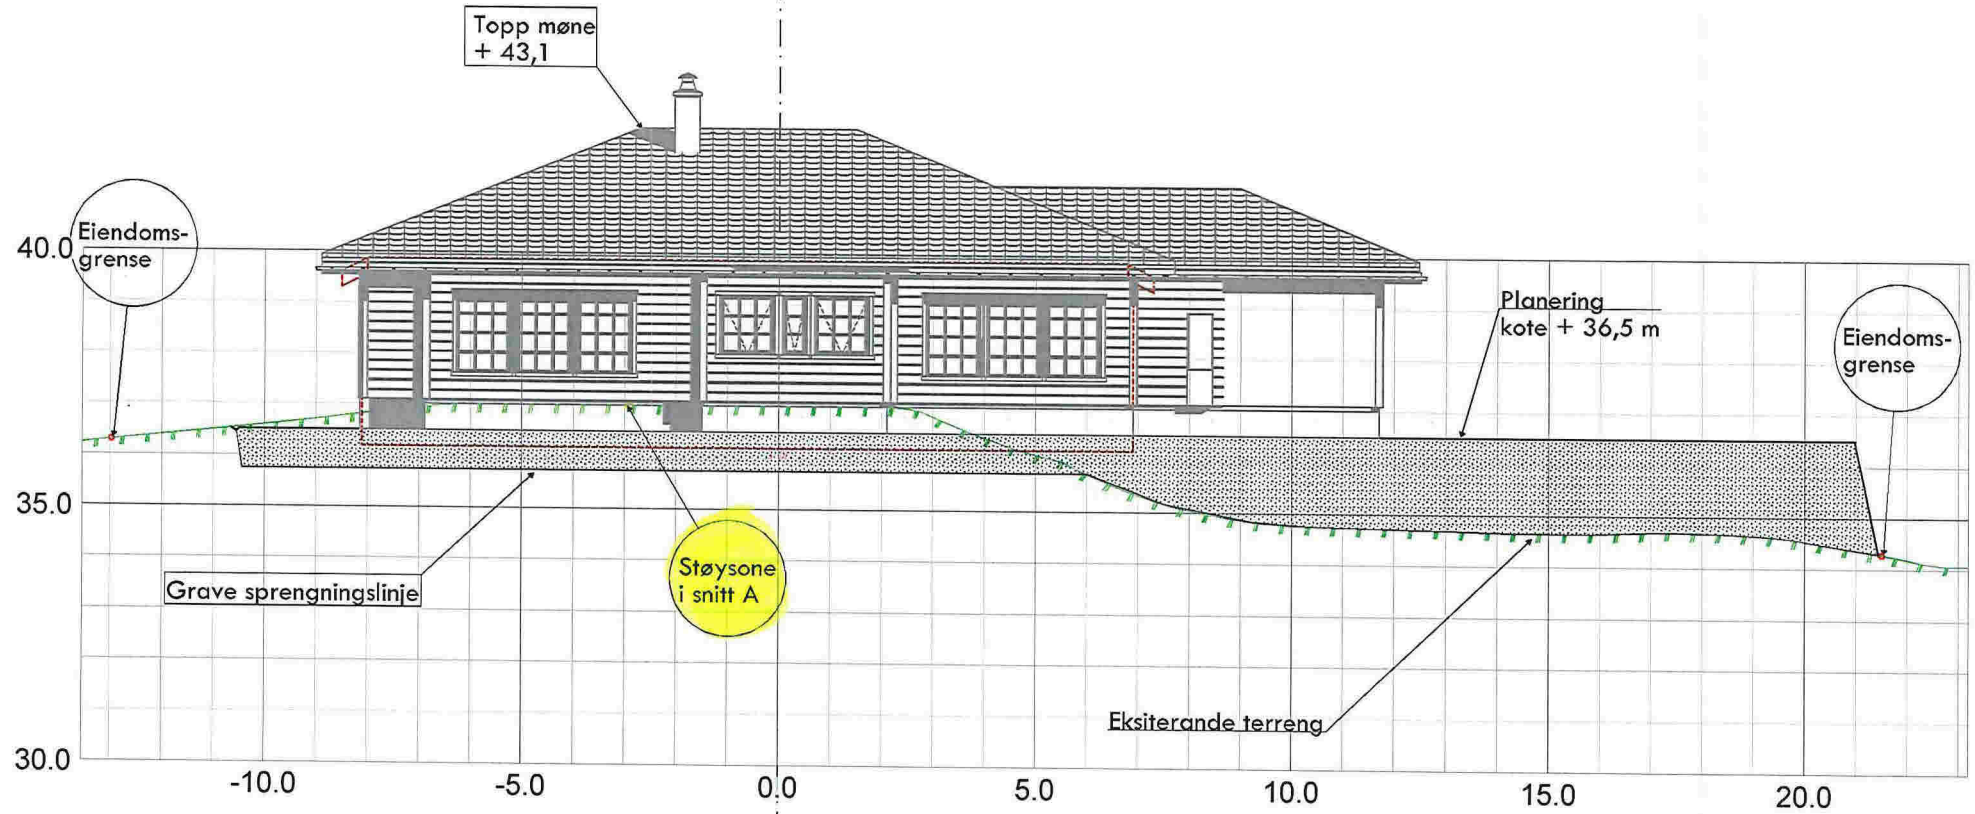 Topp møne
+ 43,1
Eiendoms-
grense
40.0
Planering
kote + 36,5 m
Eiendoms-
grense
35.0
Støysone
i snitt A
Grave sprengningslinje
Eksiterande terreng
30.0
-10.0
-5.0
0.0
5.0
10.0
15.0
20.0